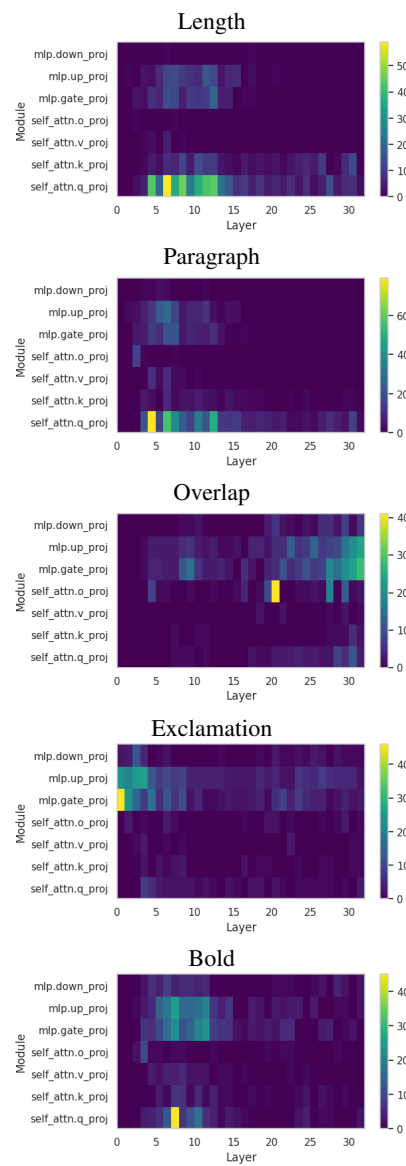 Length
mlp.down_proj
mlp.up_proj
mlp.gate_proj
self_attn.o_proj
self_attn.v_proj
self_attn.k_proj
self_attn.q_proj
Module
0 5 10 15 20 25 30
Layer
50
40
30
20
10
0
Paragraph
mlp.down_proj
mlp.up_proj
mlp.gate_proj
self_attn.o_proj
self_attn.v_proj
self_attn.k_proj
self_attn.q_proj
Module
0 5 10 15 20 25 30
Layer
60
40
20
0
Overlap
mlp.down_proj
mlp.up_proj
mlp.gate_proj
self_attn.o_proj
self_attn.v_proj
self_attn.k_proj
self_attn.q_proj
Module
0 5 10 15 20 25 30
Layer
40
30
20
10
0
Exclamation
mlp.down_proj
mlp.up_proj
mlp.gate_proj
self_attn.o_proj
self_attn.v_proj
self_attn.k_proj
self_attn.q_proj
Module
0 5 10 15 20 25 30
Layer
40
30
20
10
0
Bold
mlp.down_proj
mlp.up_proj
mlp.gate_proj
self_attn.o_proj
self_attn.v_proj
self_attn.k_proj
self_attn.q_proj
Module
0 5 10 15 20 25 30
Layer
40
30
20
10
0